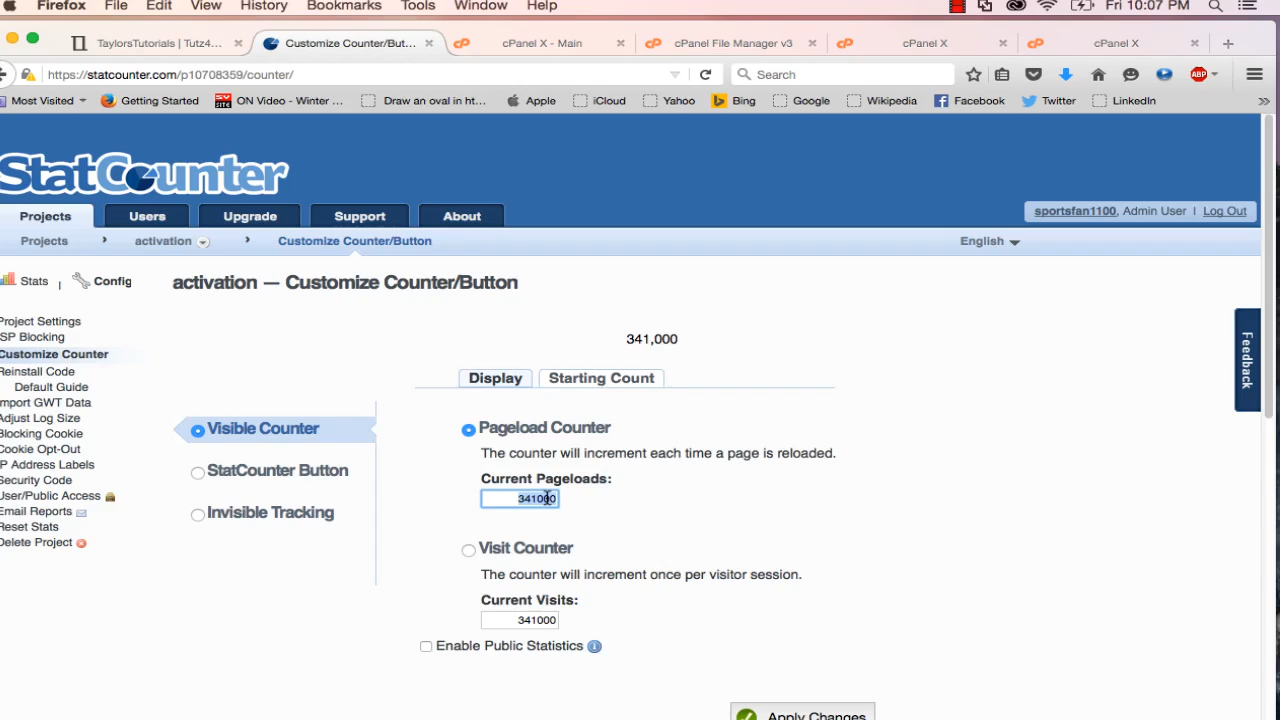 Firefox File Edit View History Bookmarks Tools Window Help Fri 10:07 PM
TaylorsTutorials | Tutz4... Customize Counter/But... cPanel X - Main cPanel File Manager v3 cPanel X cPanel X
https://statcounter.com/p10708359/counter/ Search ABP
Most Visited Getting Started ON Video - Winter ... Draw an oval in ht... Apple iCloud Yahoo Bing Google Wikipedia Facebook Twitter LinkedIn
StatCounter
Projects Users Upgrade Support About sportsfan1100, Admin User | Log Out
Projects activation Customize Counter/Button English
Stats Config activation — Customize Counter/Button
Project Settings
SP Blocking
Customize Counter
Reinstall Code
Default Guide
mport GWT Data
Adjust Log Size
Blocking Cookie
Cookie Opt-Out
P Address Labels
Security Code
User/Public Access
Email Reports
Reset Stats
Delete Project
341,000
Display Starting Count
Visible Counter
StatCounter Button
Invisible Tracking
Pageload Counter
The counter will increment each time a page is reloaded.
Current Pageloads:
341000
Visit Counter
The counter will increment once per visitor session.
Current Visits:
341000
Enable Public Statistics
Apply Changes
Feedback